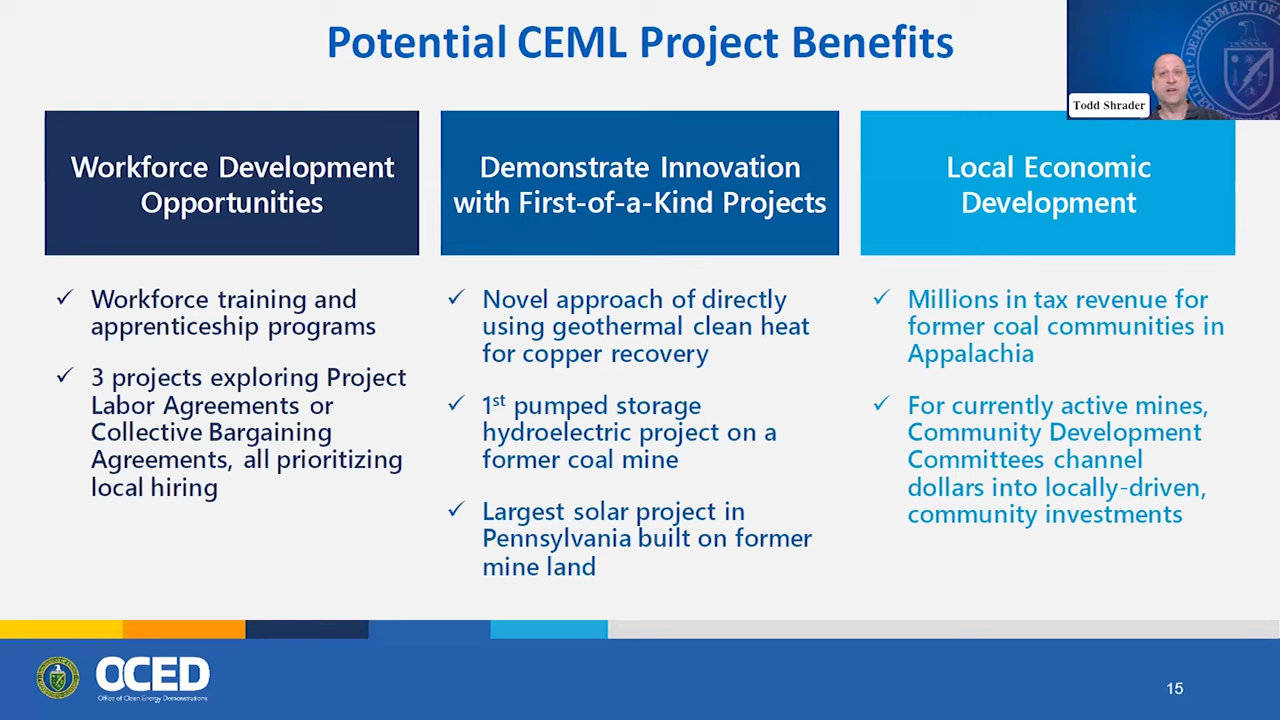 Potential CEML Project Benefits
Todd Shrader
Workforce Development
Opportunities
✓ Workforce training and
apprenticeship programs
✓ 3 projects exploring Project
Labor Agreements or
Collective Bargaining
Agreements, all prioritizing
local hiring
Demonstrate Innovation
with First-of-a-Kind Projects
✓ Novel approach of directly
using geothermal clean heat
for copper recovery
✓ 1st pumped storage
hydroelectric project on a
former coal mine
✓ Largest solar project in
Pennsylvania built on former
mine land
Local Economic
Development
✓ Millions in tax revenue for
former coal communities in
Appalachia
✓ For currently active mines,
Community Development
Committees channel
dollars into locally-driven,
community investments
OCED
Office of Clean Energy Demonstrations
15